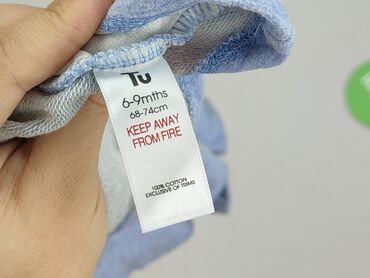 Tu
6-9mths
68-74cm
KEEP AWAY
FROM FIRE
100% COTTON
EXCLUSIVE OF TRIMS